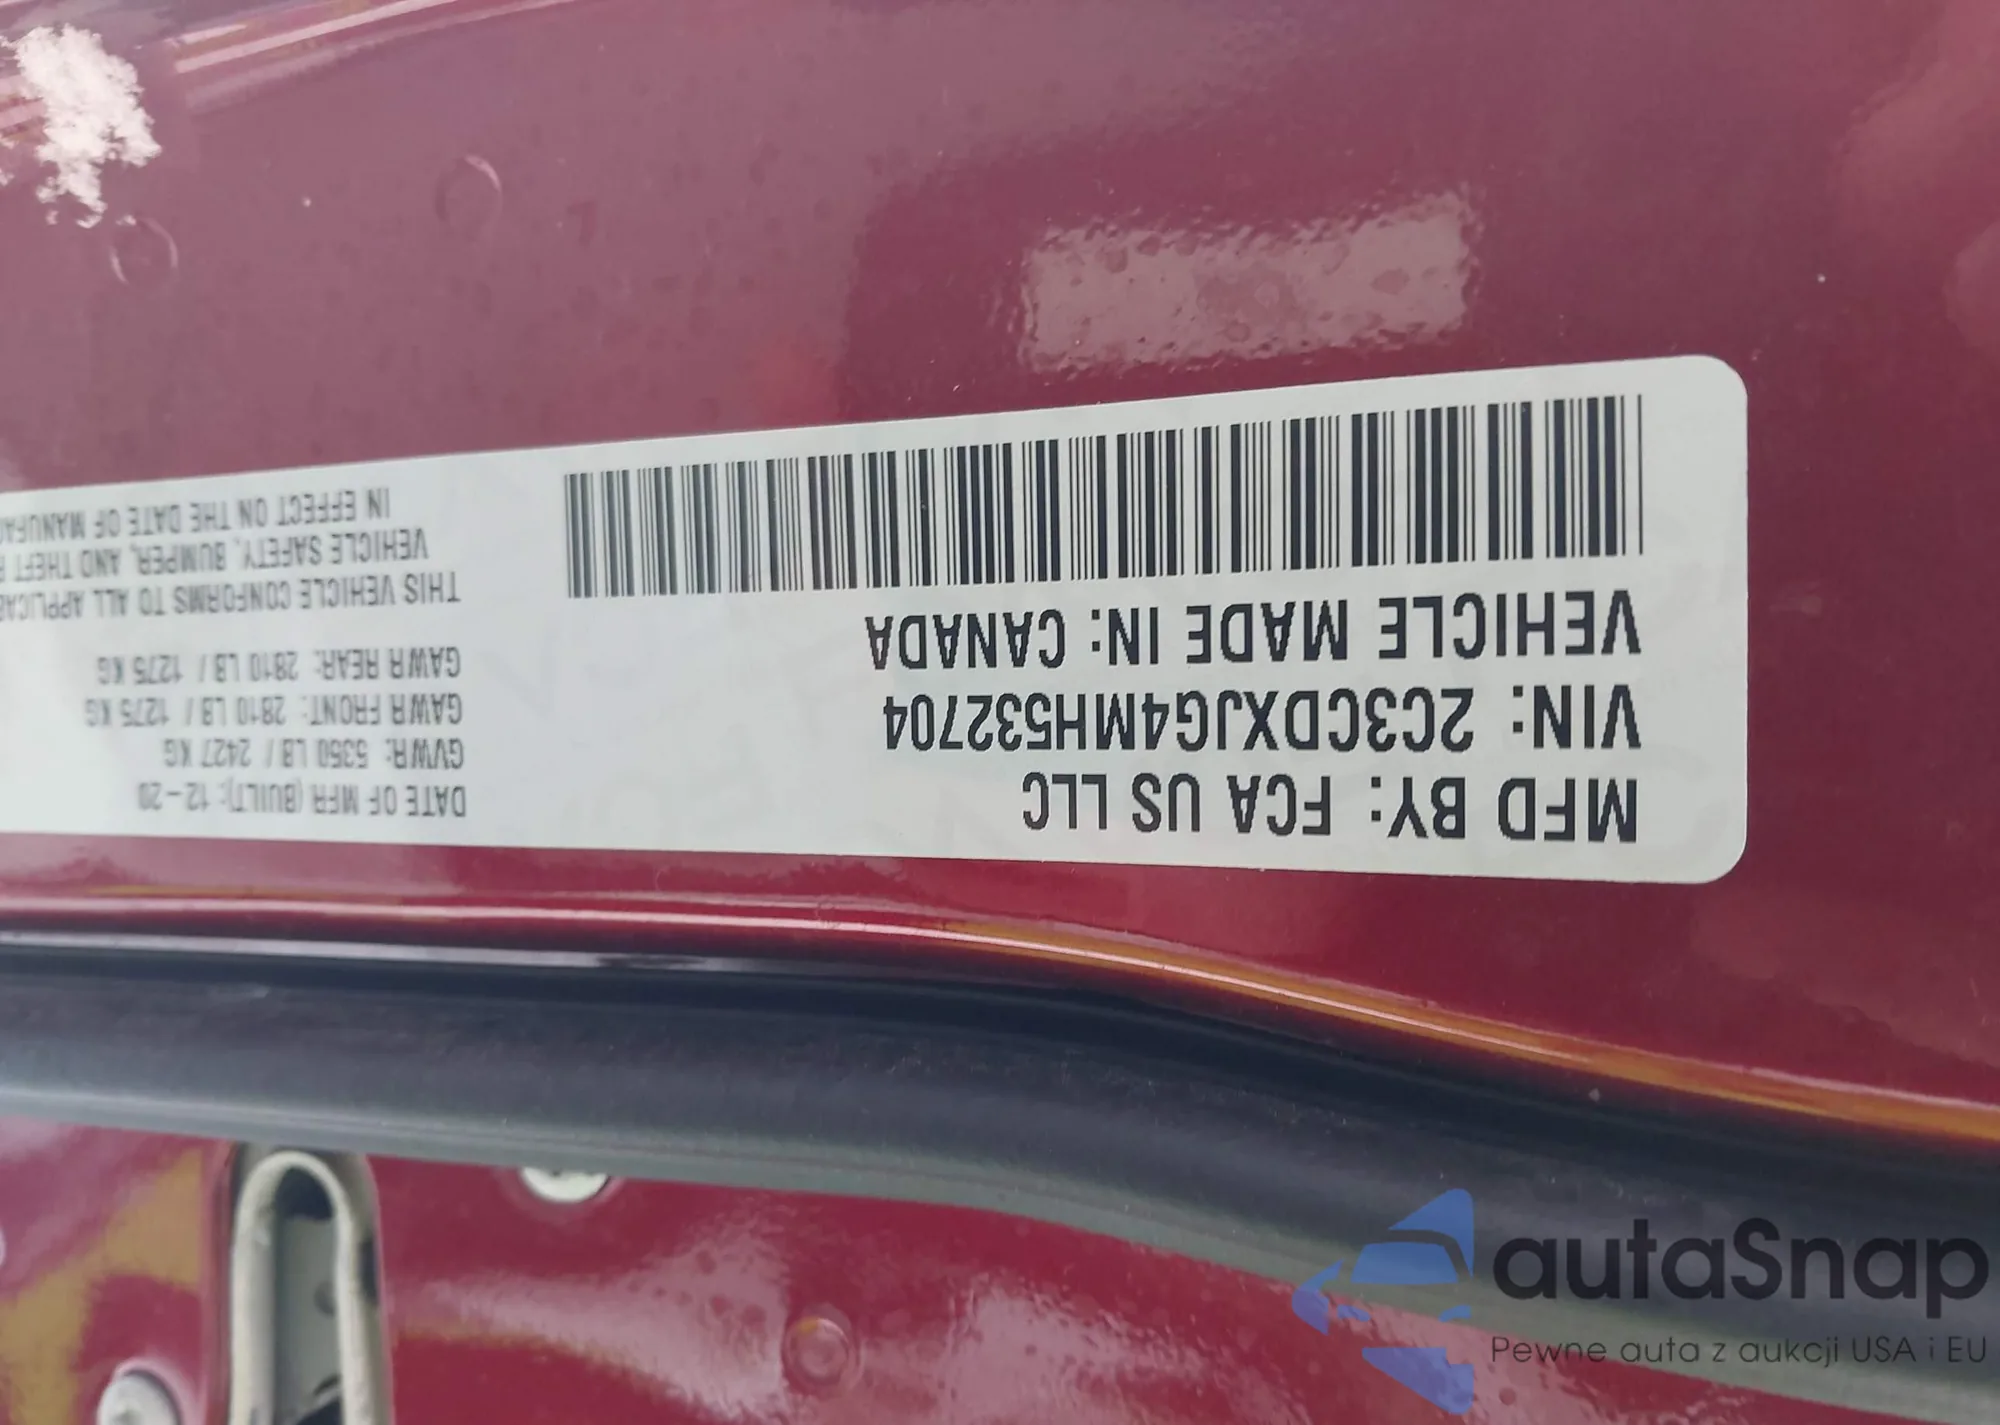 MFD BY: FCA US LLC
VIN: 2C3CDXJG4MH532704
VEHICLE MADE IN: CANADA
DATE OF MFR (BUILT): 12-20
GVWR: 5350 LB / 2427 KG
GAWR FRONT: 2810 LB / 1275 KG
GAWR REAR: 2810 LB / 1275 KG
THIS VEHICLE CONFORMS TO ALL
VEHICLE SAFETY, BUMPER, AND THEFT
IN EFFECT ON THE DATE OF
autaSnap
Pewne auta z aukcji USA i EU